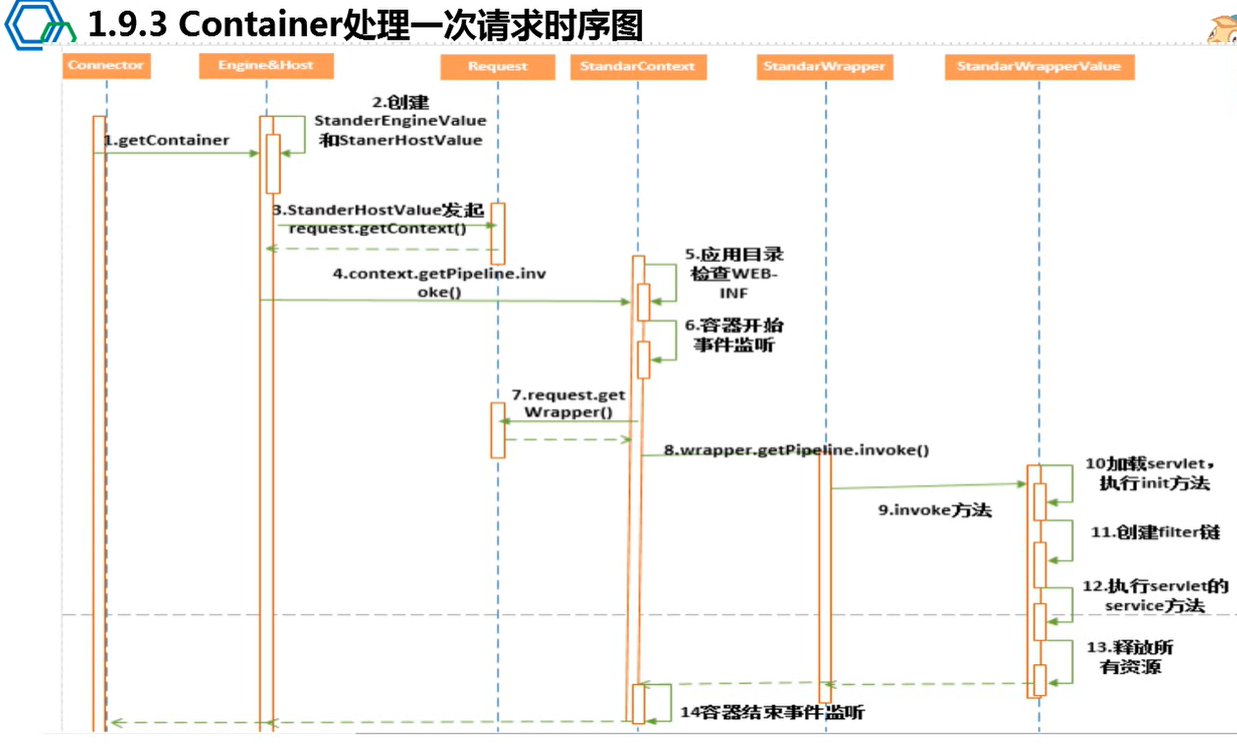 1.9.3 Container处理一次请求时序图
Connector
Engine&Host
Request
StandarContext
StandarWrapper
StandarWrapperValue
2.创建
StanderEngineValue
和StanerHostValue
1.getContainer
3.StanderHostValue发起
request.getContext()
4.context.getPipeline.inv
oke()
5.应用目录
检查WEB-
INF
6.容器开始
事件监听
7.request.get
Wrapper()
8.wrapper.getPipeline.invoke()
9.invoke方法
10加载servlet，
执行init方法
11.创建filter链
12.执行servlet的
service方法
13.释放所
有资源
14容器结束事件监听